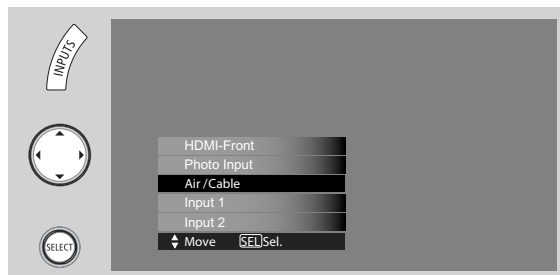 INPUTS
HDMI-Front
Photo Input
Air /Cable
Input 1
Input 2
Move SEL Sel.
SELECT